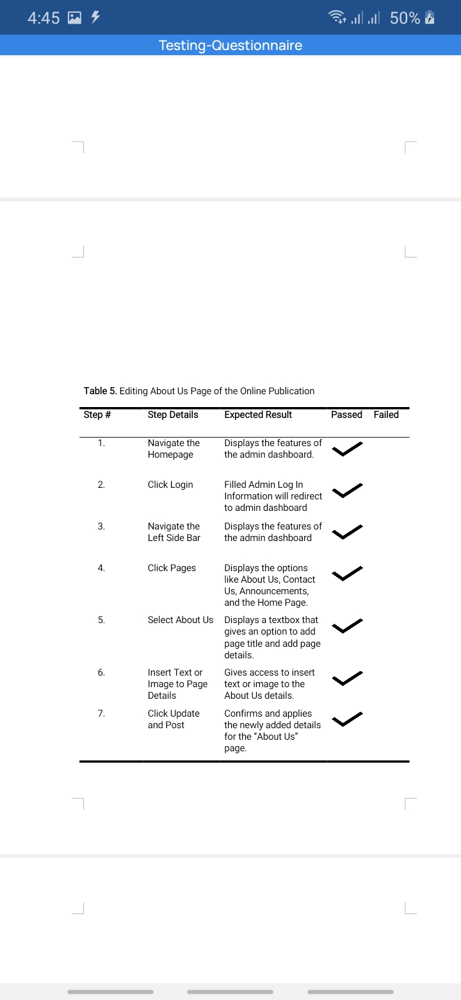 4:45 50%
Testing-Questionnaire
Table 5. Editing About Us Page of the Online Publication
Step # Step Details Expected Result Passed Failed
1. Navigate the Displays the features of
Homepage the admin dashboard.
2. Click Login Filled Admin Log In
Information will redirect
to admin dashboard
3. Navigate the Displays the features of
Left Side Bar the admin dashboard
4. Click Pages Displays the options
like About Us, Contact
Us, Announcements,
and the Home Page.
5. Select About Us Displays a textbox that
gives an option to add
page title and add page
details.
6. Insert Text or Gives access to insert
Image to Page text or image to the
Details About Us details.
7. Click Update Confirms and applies
and Post the newly added details
for the “About Us”
page.